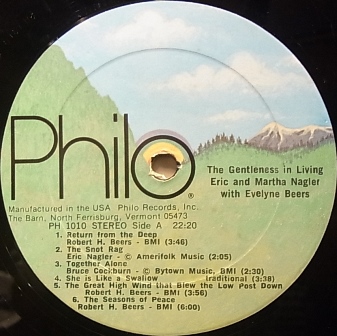 Philo®
The Gentleness in Living
Eric and Martha Nagler
with Evelyne Beers
Manufactured in the USA Philo Records, Inc.
The Barn, North Ferrisburg, Vermont 05473
PH 1010 STEREO Side A 22:20
1. Return from the Deep
Robert H. Beers - BMI (3:46)
2. The Snot Rag
Eric Nagler - © Amerifolk Music (2:05)
3. Together Alone
Bruce Cockburn - © Bytown Music, BMI (2:30)
4. She is Like a Swallow traditional (3:38)
5. The Great High Wind that Blew the Low Post Down
Robert H. Beers - BMI (3:56)
6. The Seasons of Peace
Robert H. Beers - BMI (6:00)